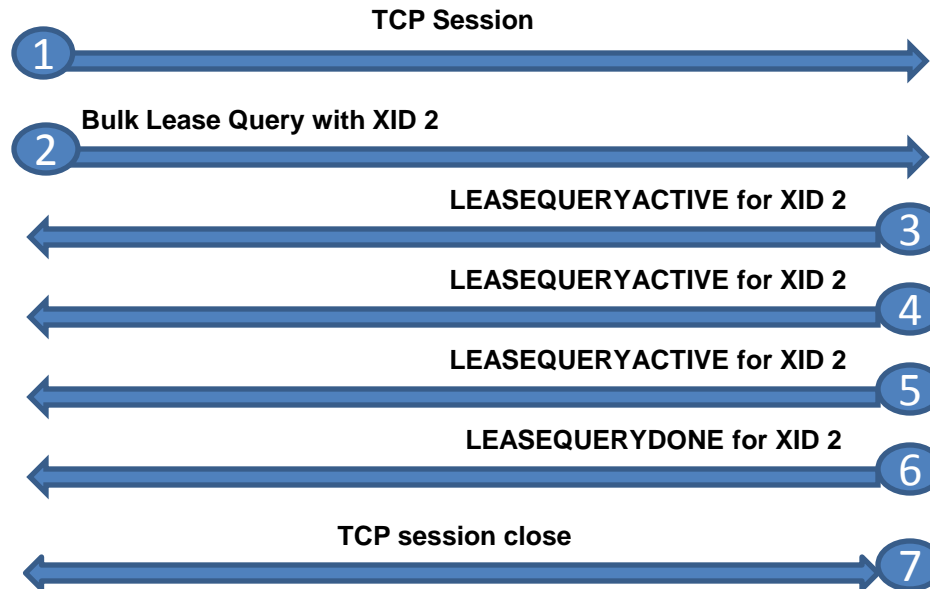 TCP Session
1
Bulk Lease Query with XID 2
2
LEASEQUERYACTIVE for XID 2
3
LEASEQUERYACTIVE for XID 2
4
LEASEQUERYACTIVE for XID 2
5
LEASEQUERYDONE for XID 2
6
TCP session close
7